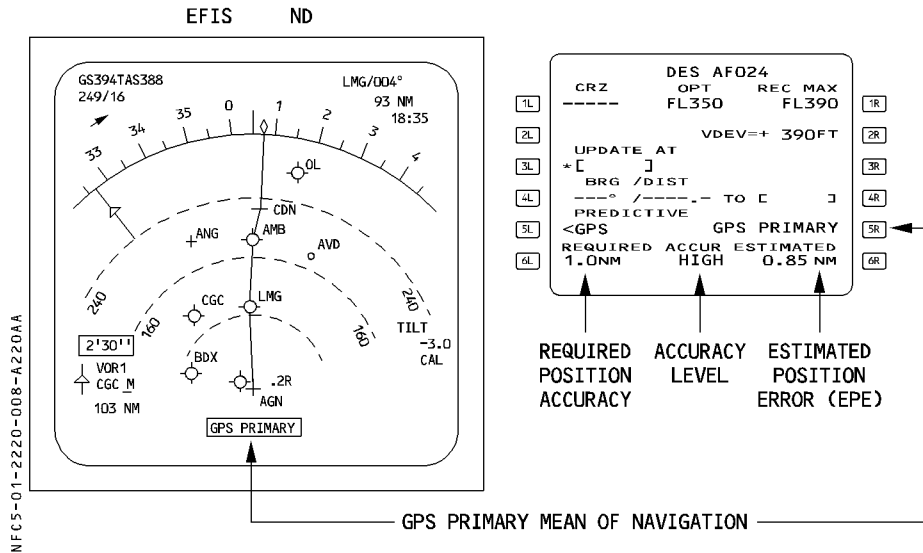 EFIS ND
GS394TAS388
249/16
LMG/004°
93 NM
18:35
33
34
35
0
1
2
3
4
OL
CDN
ANG
AMB
AVD
240
160
CGC
LMG
160
240
TILT
-3.0
CAL
2'30''
VOR1
CGC M
103 NM
BDX
.2R
AGN
GPS PRIMARY
DES AF024
CRZ OPT REC MAX
----- FL350 FL390
VDEV=+ 390FT
UPDATE AT
*[ ]
BRG /DIST
---° /----.- TO [ ]
PREDICTIVE
<GPS GPS PRIMARY
REQUIRED ACCUR ESTIMATED
1.0NM HIGH 0.85 NM
1L
2L
3L
4L
5L
6L
1R
2R
3R
4R
5R
6R
REQUIRED POSITION ACCURACY
ACCURACY LEVEL
ESTIMATED POSITION ERROR (EPE)
GPS PRIMARY MEAN OF NAVIGATION
NFC5-01-2220-008-A220AA